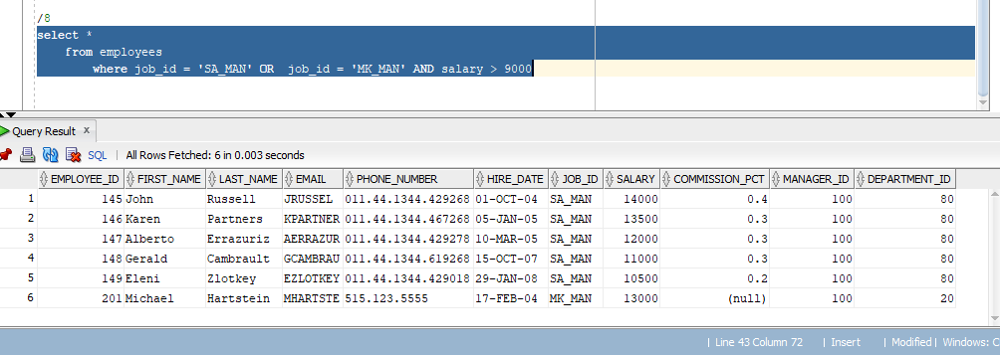 /8
select *
from employees
where job_id = 'SA_MAN' OR job_id = 'MK_MAN' AND salary > 9000
Query Result x
SQL | All Rows Fetched: 6 in 0.003 seconds
EMPLOYEE_ID FIRST_NAME LAST_NAME EMAIL PHONE_NUMBER HIRE_DATE JOB_ID SALARY COMMISSION_PCT MANAGER_ID DEPARTMENT_ID
1 145 John Russell JRUSSEL 011.44.1344.429268 01-OCT-04 SA_MAN 14000 0.4 100 80
2 146 Karen Partners KPARTNER 011.44.1344.467268 05-JAN-05 SA_MAN 13500 0.3 100 80
3 147 Alberto Errazuriz AERRAZUR 011.44.1344.429278 10-MAR-05 SA_MAN 12000 0.3 100 80
4 148 Gerald Cambrault GCAMBRAU 011.44.1344.619268 15-OCT-07 SA_MAN 11000 0.3 100 80
5 149 Eleni Zlotkey EZLOTKEY 011.44.1344.429018 29-JAN-08 SA_MAN 10500 0.2 100 80
6 201 Michael Hartstein MHARTSTE 515.123.5555 17-FEB-04 MK_MAN 13000 (null) 100 20
| Line 43 Column 72 | Insert | Modified | Windows: C